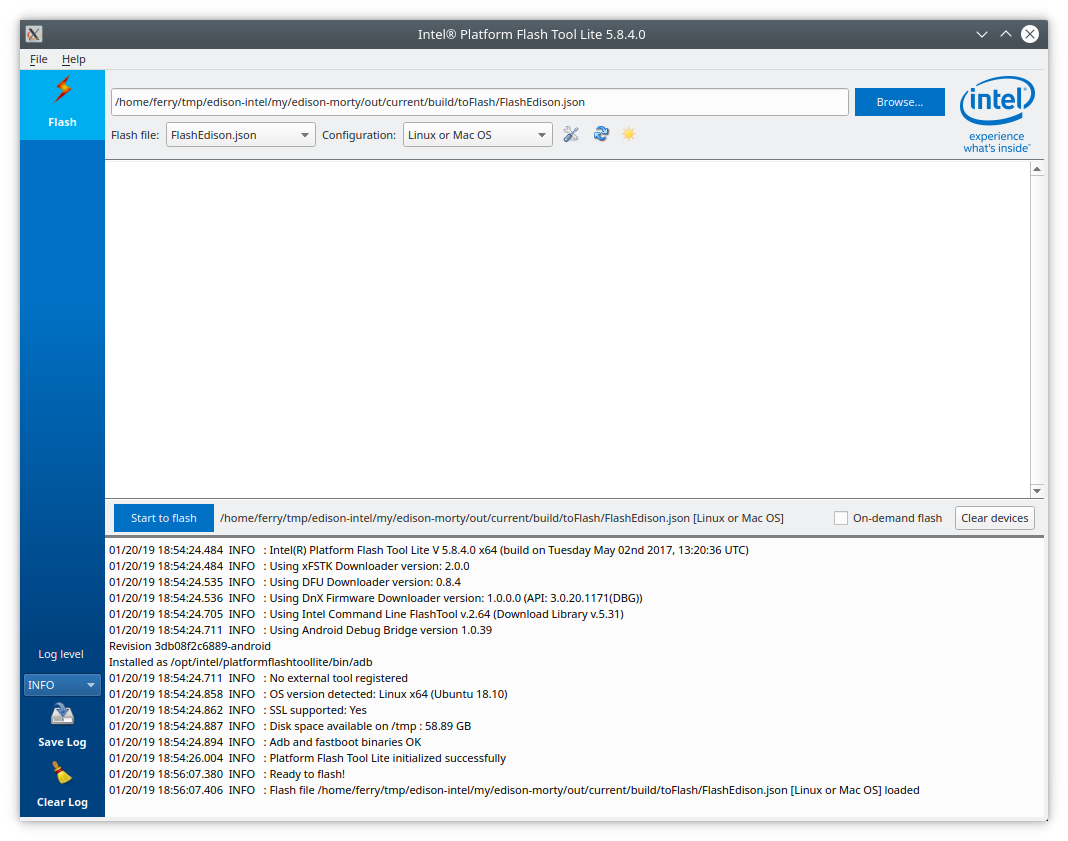 Intel® Platform Flash Tool Lite 5.8.4.0
File Help
Flash
/home/ferry/tmp/edison-intel/my/edison-morty/out/current/build/toFlash/FlashEdison.json
Browse...
Flash file: FlashEdison.json Configuration: Linux or Mac OS
intel®
experience
what's inside™
Start to flash /home/ferry/tmp/edison-intel/my/edison-morty/out/current/build/toFlash/FlashEdison.json [Linux or Mac OS] On-demand flash Clear devices
01/20/19 18:54:24.484 INFO : Intel(R) Platform Flash Tool Lite V 5.8.4.0 x64 (build on Tuesday May 02nd 2017, 13:20:36 UTC)
01/20/19 18:54:24.484 INFO : Using xFSTK Downloader version: 2.0.0
01/20/19 18:54:24.535 INFO : Using DFU Downloader version: 0.8.4
01/20/19 18:54:24.536 INFO : Using DnX Firmware Downloader version: 1.0.0.0 (API: 3.0.20.1171(DBG))
01/20/19 18:54:24.705 INFO : Using Intel Command Line FlashTool v.2.64 (Download Library v.5.31)
01/20/19 18:54:24.711 INFO : Using Android Debug Bridge version 1.0.39
Revision 3db08f2c6889-android
Installed as /opt/intel/platformflashtoollite/bin/adb
01/20/19 18:54:24.711 INFO : No external tool registered
01/20/19 18:54:24.858 INFO : OS version detected: Linux x64 (Ubuntu 18.10)
01/20/19 18:54:24.862 INFO : SSL supported: Yes
01/20/19 18:54:24.887 INFO : Disk space available on /tmp : 58.89 GB
01/20/19 18:54:24.894 INFO : Adb and fastboot binaries OK
01/20/19 18:54:26.004 INFO : Platform Flash Tool Lite initialized successfully
01/20/19 18:56:07.380 INFO : Ready to flash!
01/20/19 18:56:07.406 INFO : Flash file /home/ferry/tmp/edison-intel/my/edison-morty/out/current/build/toFlash/FlashEdison.json [Linux or Mac OS] loaded
Log level
INFO
Save Log
Clear Log